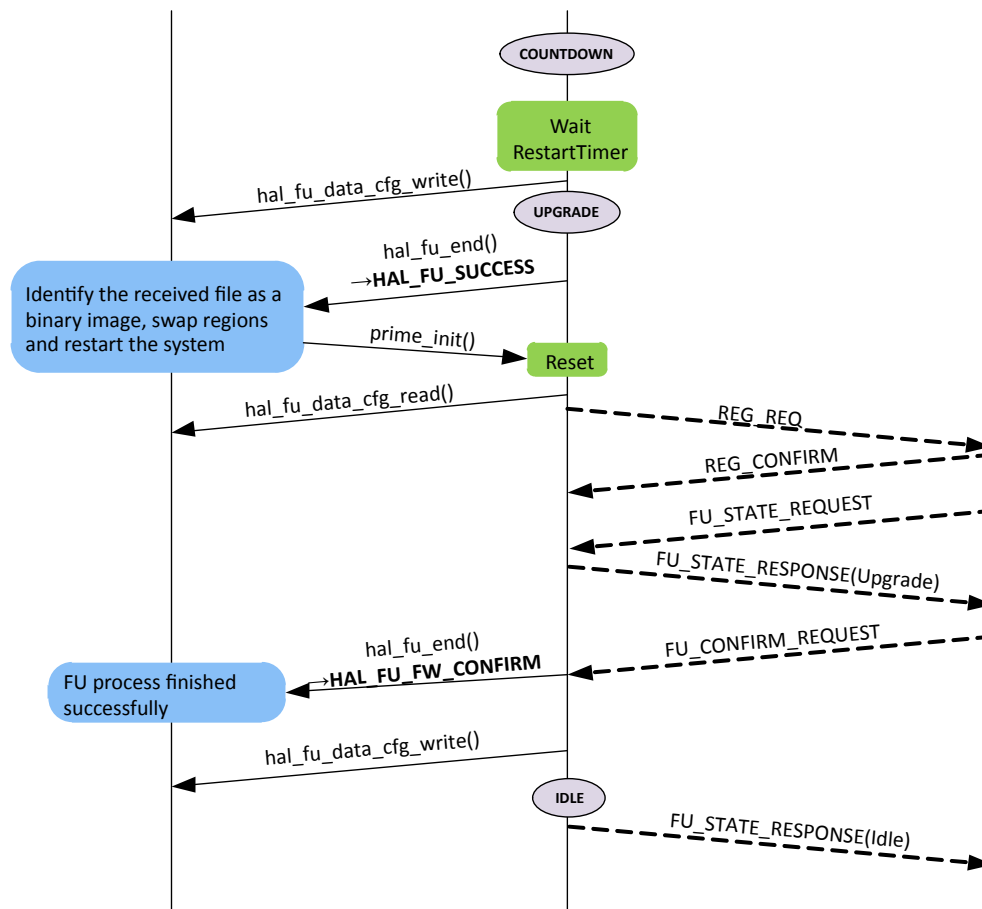 COUNTDOWN
Wait
RestartTimer
hal_fu_data_cfg_write()
UPGRADE
hal_fu_end()
→HAL_FU_SUCCESS
Identify the received file as a
binary image, swap regions
and restart the system
prime_init()
Reset
hal_fu_data_cfg_read()
REG_REQ
REG_CONFIRM
FU_STATE_REQUEST
FU_STATE_RESPONSE(Upgrade)
FU_CONFIRM_REQUEST
hal_fu_end()
→HAL_FU_FW_CONFIRM
FU process finished
successfully
hal_fu_data_cfg_write()
IDLE
FU_STATE_RESPONSE(Idle)